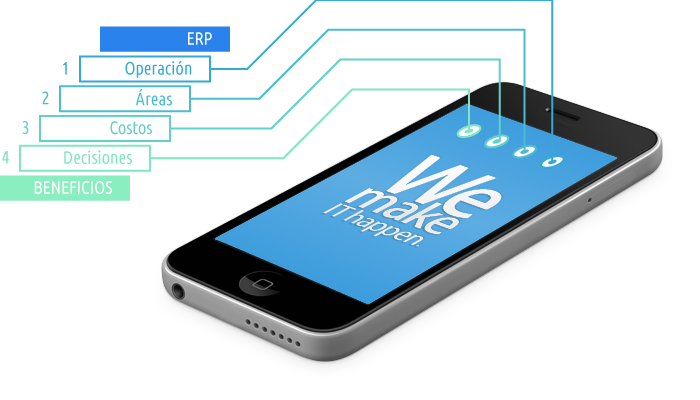 ERP
1 Operación
2 Áreas
3 Costos
4 Decisiones
BENEFICIOS
We
make
iT happen.